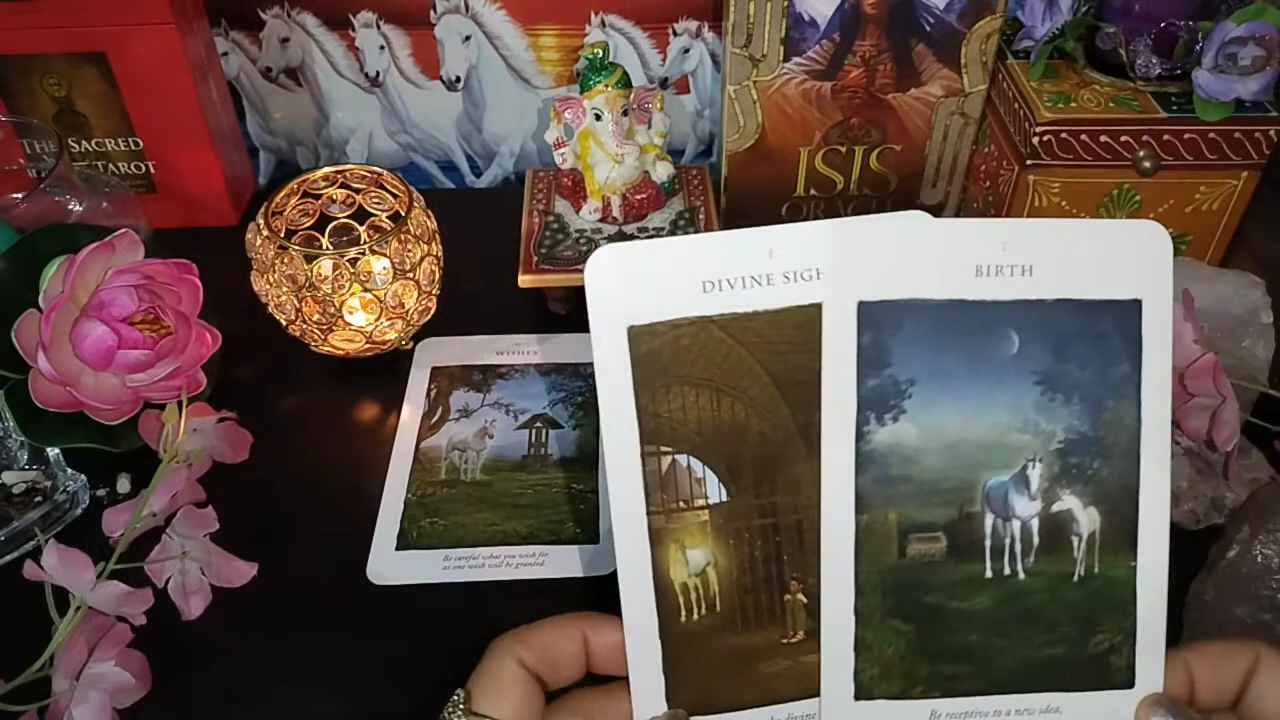 THE SACRED
TAROT
ISIS
ORACLE
DIVINE SIGH
BIRTH
WISHES
Be careful what you wish for
as one wish will be granted.
divine
Be receptive to a new idea,